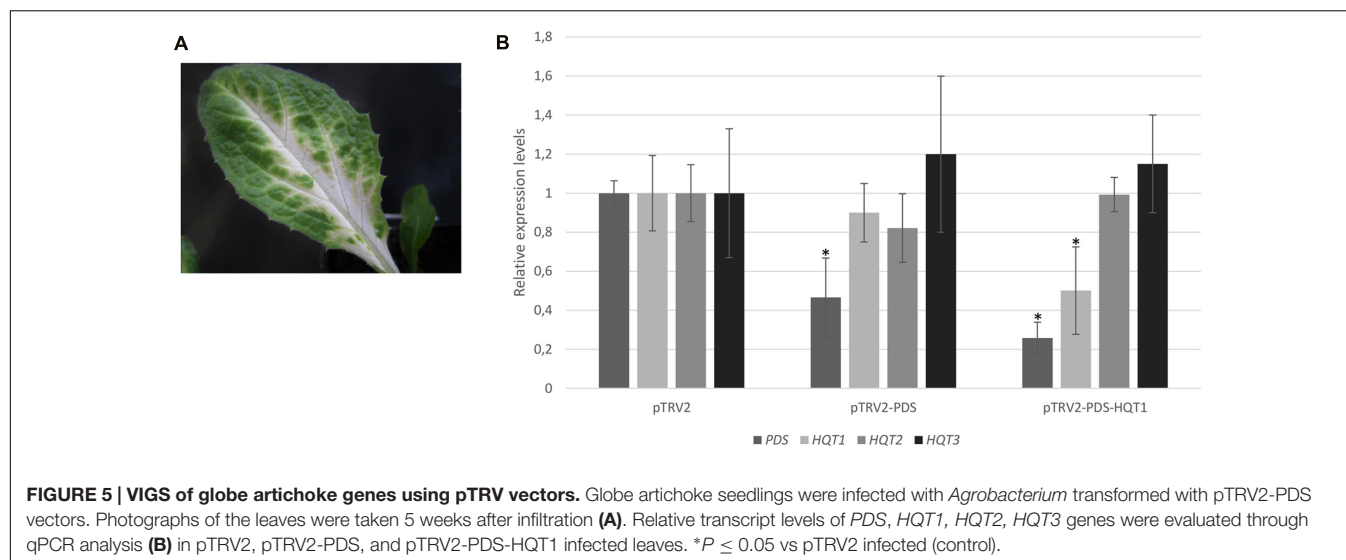 A
B
1,8
1,6
1,4
1,2
1
0,8
0,6
0,4
0,2
0
Relative expression levels
*
*
*
pTRV2
pTRV2-PDS
pTRV2-PDS-HQT1
PDS HQT1 HQT2 HQT3
FIGURE 5 | VIGS of globe artichoke genes using pTRV vectors. Globe artichoke seedlings were infected with Agrobacterium transformed with pTRV2-PDS
vectors. Photographs of the leaves were taken 5 weeks after infiltration (A). Relative transcript levels of PDS, HQT1, HQT2, HQT3 genes were evaluated through
qPCR analysis (B) in pTRV2, pTRV2-PDS, and pTRV2-PDS-HQT1 infected leaves. *P ≤ 0.05 vs pTRV2 infected (control).